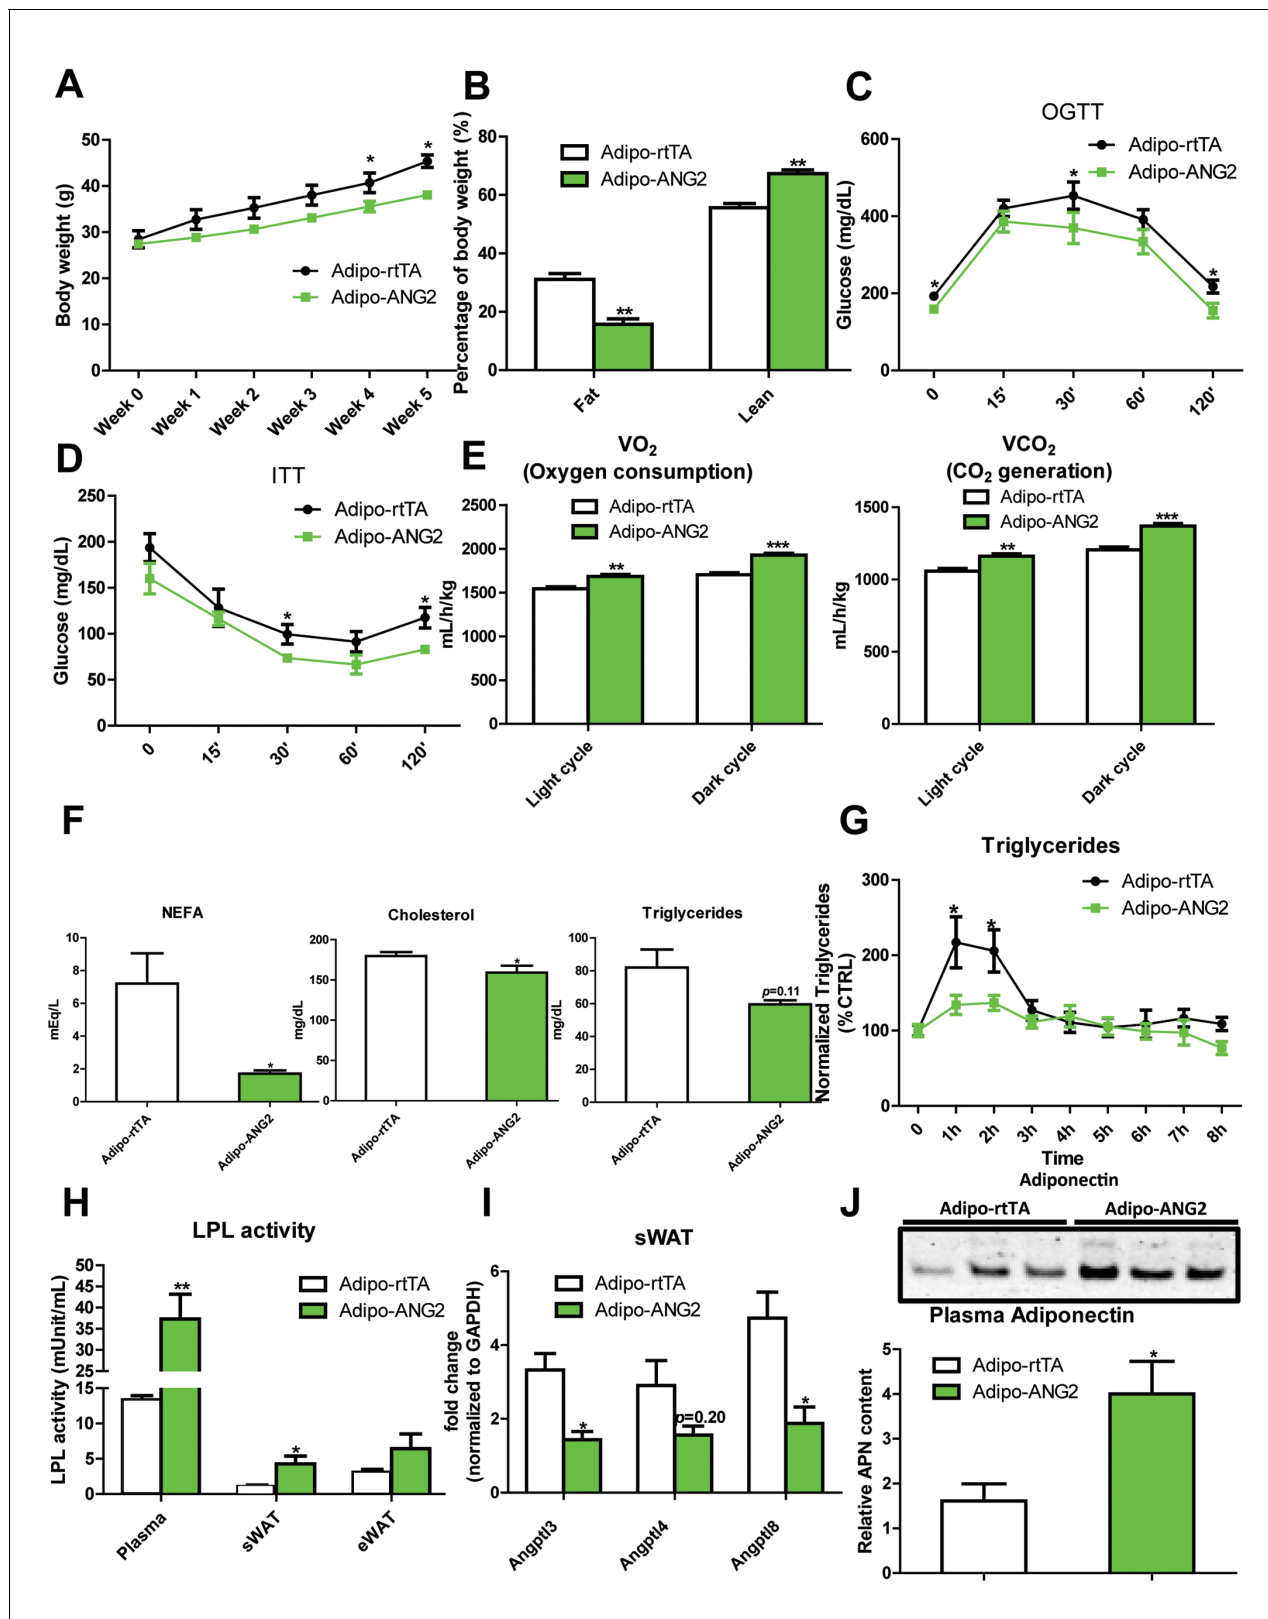 A
Body weight (g)
50
40
30
20
10
0
*
*
Adipo-rtTA
Adipo-ANG2
Week 0
Week 1
Week 2
Week 3
Week 4
Week 5
B
Percentage of body weight (%)
80
60
40
20
0
Adipo-rtTA
Adipo-ANG2
**
**
Fat
Lean
C
OGTT
Glucose (mg/dL)
600
400
200
0
Adipo-rtTA
Adipo-ANG2
*
*
*
0
15'
30'
60'
120'
D
ITT
Glucose (mg/dL)
250
200
150
100
50
0
Adipo-rtTA
Adipo-ANG2
*
*
0
15'
30'
60'
120'
E
VO2
(Oxygen consumption)
mL/h/kg
2500
2000
1500
1000
500
0
Adipo-rtTA
Adipo-ANG2
**
***
Light cycle
Dark cycle
VCO2
(CO2 generation)
mL/h/kg
1500
1000
500
0
Adipo-rtTA
Adipo-ANG2
**
***
Light cycle
Dark cycle
F
NEFA
mEq/L
10
8
6
4
2
0
*
Adipo-rtTA
Adipo-ANG2
Cholesterol
mg/dL
200
150
100
50
0
*
Adipo-rtTA
Adipo-ANG2
Triglycerides
mg/dL
100
80
60
40
20
0
p=0.11
Adipo-rtTA
Adipo-ANG2
G
Triglycerides
Normalized Triglycerides
(%CTRL)
300
200
100
0
Adipo-rtTA
Adipo-ANG2
*
*
0
1h
2h
3h
4h
5h
6h
7h
8h
Time
H
LPL activity
LPL activity (mUnit/mL)
50
45
40
35
30
25
15
10
5
0
Adipo-rtTA
Adipo-ANG2
**
*
Plasma
sWAT
eWAT
I
sWAT
fold change
(normalized to GAPDH)
6
4
2
0
Adipo-rtTA
Adipo-ANG2
*
p=0.20
*
Angptl3
Angptl4
Angptl8
J
Adiponectin
Adipo-rtTA
Adipo-ANG2
Plasma Adiponectin
Relative APN content
5
4
3
2
1
0
Adipo-rtTA
Adipo-ANG2
*